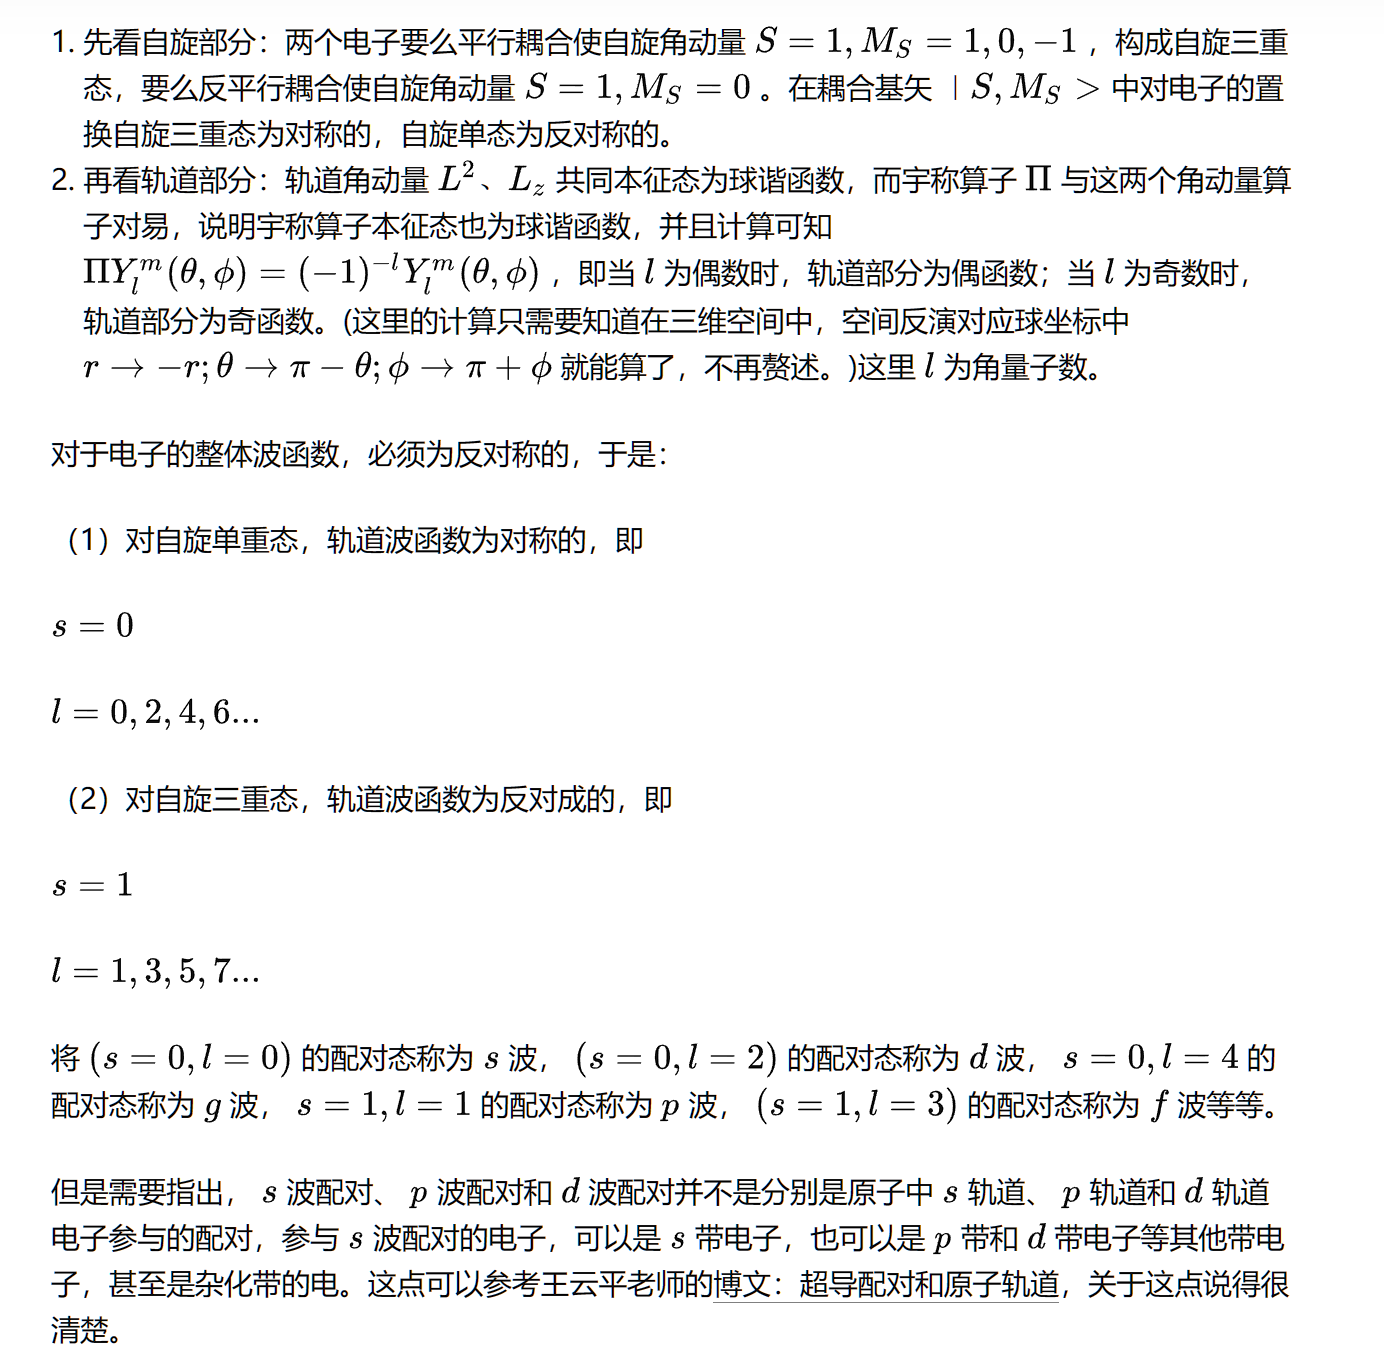 1. 先看自旋部分：两个电子要么平行耦合使自旋角动量 S = 1, M_S = 1, 0, −1 ，构成自旋三重
态，要么反平行耦合使自旋角动量 S = 1, M_S = 0 。在耦合基矢 | S, M_S > 中对电子的置
换自旋三重态为对称的，自旋单态为反对称的。
2. 再看轨道部分：轨道角动量 L²、L_z 共同本征态为球谐函数，而宇称算子 Π 与这两个角动量算
子对易，说明宇称算子本征态也为球谐函数，并且计算可知
ΠY_l^m(θ, ϕ) = (−1)^{−l}Y_l^m(θ, ϕ) ，即当 l 为偶数时，轨道部分为偶函数；当 l 为奇数时，
轨道部分为奇函数。(这里的计算只需要知道在三维空间中，空间反演对应球坐标中
r → −r; θ → π − θ; ϕ → π + ϕ 就能算了，不再赘述。)这里 l 为角量子数。
对于电子的整体波函数，必须为反对称的，于是：
（1）对自旋单重态，轨道波函数为对称的，即
s = 0
l = 0, 2, 4, 6...
（2）对自旋三重态，轨道波函数为反对成的，即
s = 1
l = 1, 3, 5, 7...
将 (s = 0, l = 0) 的配对态称为 s 波， (s = 0, l = 2) 的配对态称为 d 波， s = 0, l = 4 的
配对态称为 g 波， s = 1, l = 1 的配对态称为 p 波， (s = 1, l = 3) 的配对态称为 f 波等等。
但是需要指出， s 波配对、 p 波配对和 d 波配对并不是分别是原子中 s 轨道、 p 轨道和 d 轨道
电子参与的配对，参与 s 波配对的电子，可以是 s 带电子，也可以是 p 带和 d 带电子等其他带电
子，甚至是杂化带的电。这点可以参考王云平老师的博文：超导配对和原子轨道，关于这点说得很
清楚。